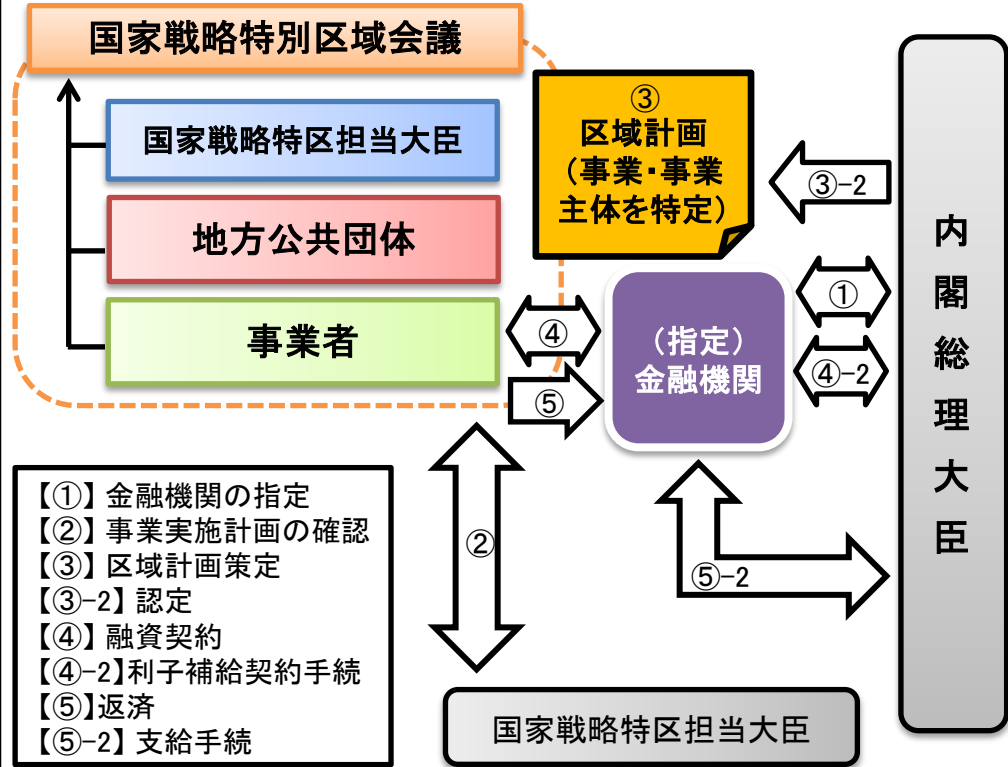 国家戦略特別区域会議
国家戦略特区担当大臣
地方公共団体
事業者
③
区域計画
（事業・事業
主体を特定）
③-2
①
④
④-2
（指定）
金融機関
⑤
②
⑤-2
内閣総理大臣
【①】 金融機関の指定
【②】 事業実施計画の確認
【③】 区域計画策定
【③-2】 認定
【④】 融資契約
【④-2】利子補給契約手続
【⑤】返済
【⑤-2】 支給手続
国家戦略特区担当大臣